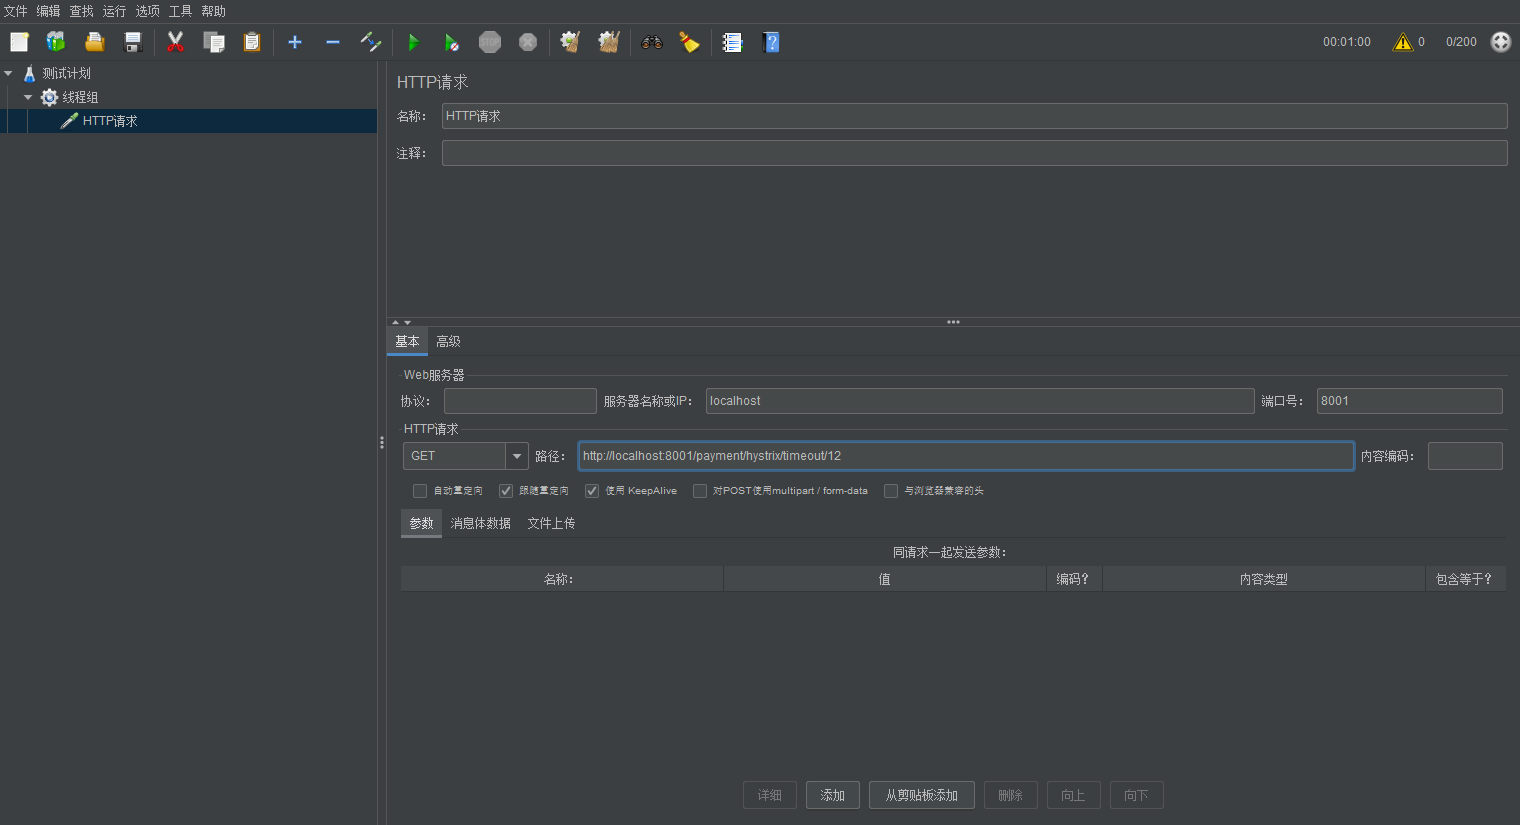 文件 编辑 查找 运行 选项 工具 帮助
STOP 00:01:00 0 0/200
测试计划
线程组
HTTP请求
HTTP请求
名称： HTTP请求
注释：
基本 高级
Web服务器
协议： 服务器名称或IP： localhost 端口号： 8001
HTTP请求
GET 路径： http://localhost:8001/payment/hystrix/timeout/12 内容编码：
自动重定向 跟随重定向 使用 KeepAlive 对POST使用multipart / form-data 与浏览器兼容的头
参数 消息体数据 文件上传
同请求一起发送参数：
名称： 值 编码? 内容类型 包含等于?
详细 添加 从剪贴板添加 删除 向上 向下